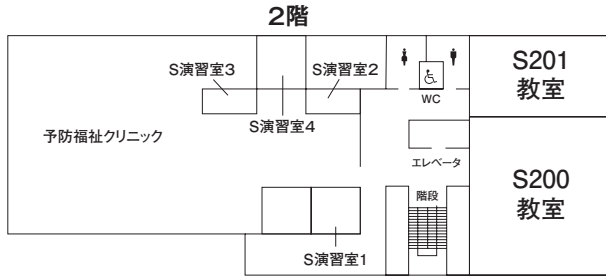 2階
S演習室3
S演習室2
S201
教室
WC
S演習室4
予防福祉クリニック
エレベータ
階段
S200
教室
S演習室1